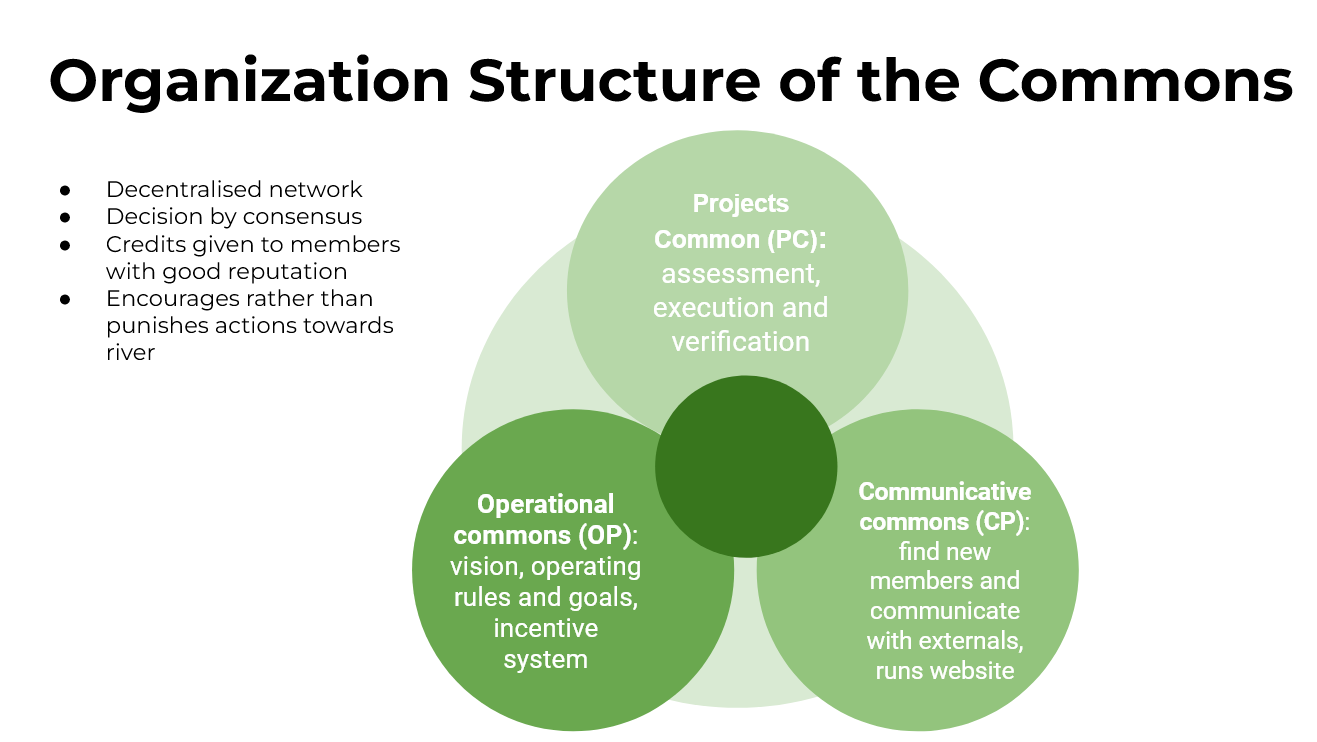 Organization Structure of the Commons
● Decentralised network
● Decision by consensus
● Credits given to members
with good reputation
● Encourages rather than
punishes actions towards
river
Projects
Common (PC):
assessment,
execution and
verification
Operational
commons (OP):
vision, operating
rules and goals,
incentive
system
Communicative
commons (CP):
find new
members and
communicate
with externals,
runs website